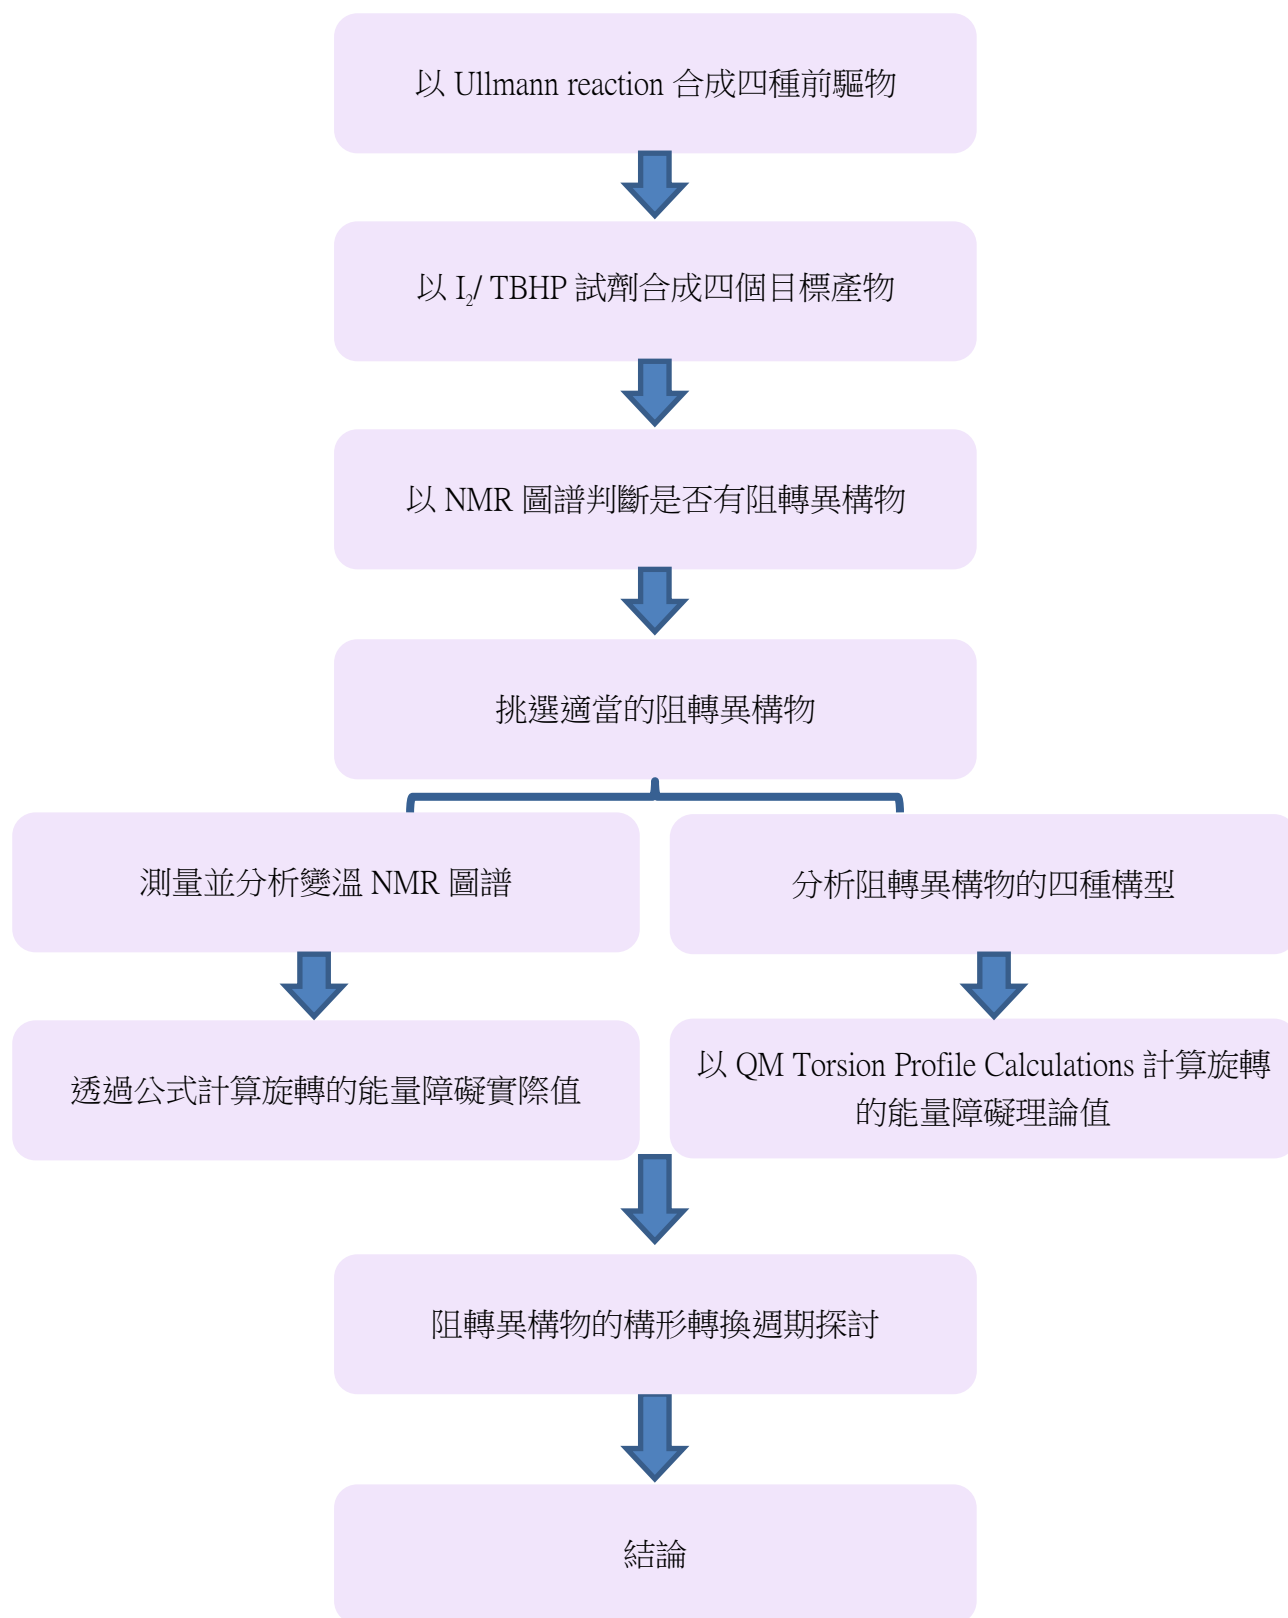 以 Ullmann reaction 合成四種前驅物
以 I₂/ TBHP 試劑合成四個目標產物
以 NMR 圖譜判斷是否有阻轉異構物
挑選適當的阻轉異構物
測量並分析變溫 NMR 圖譜
分析阻轉異構物的四種構型
透過公式計算旋轉的能量障礙實際值
以 QM Torsion Profile Calculations 計算旋轉
的能量障礙理論值
阻轉異構物的構形轉換週期探討
結論